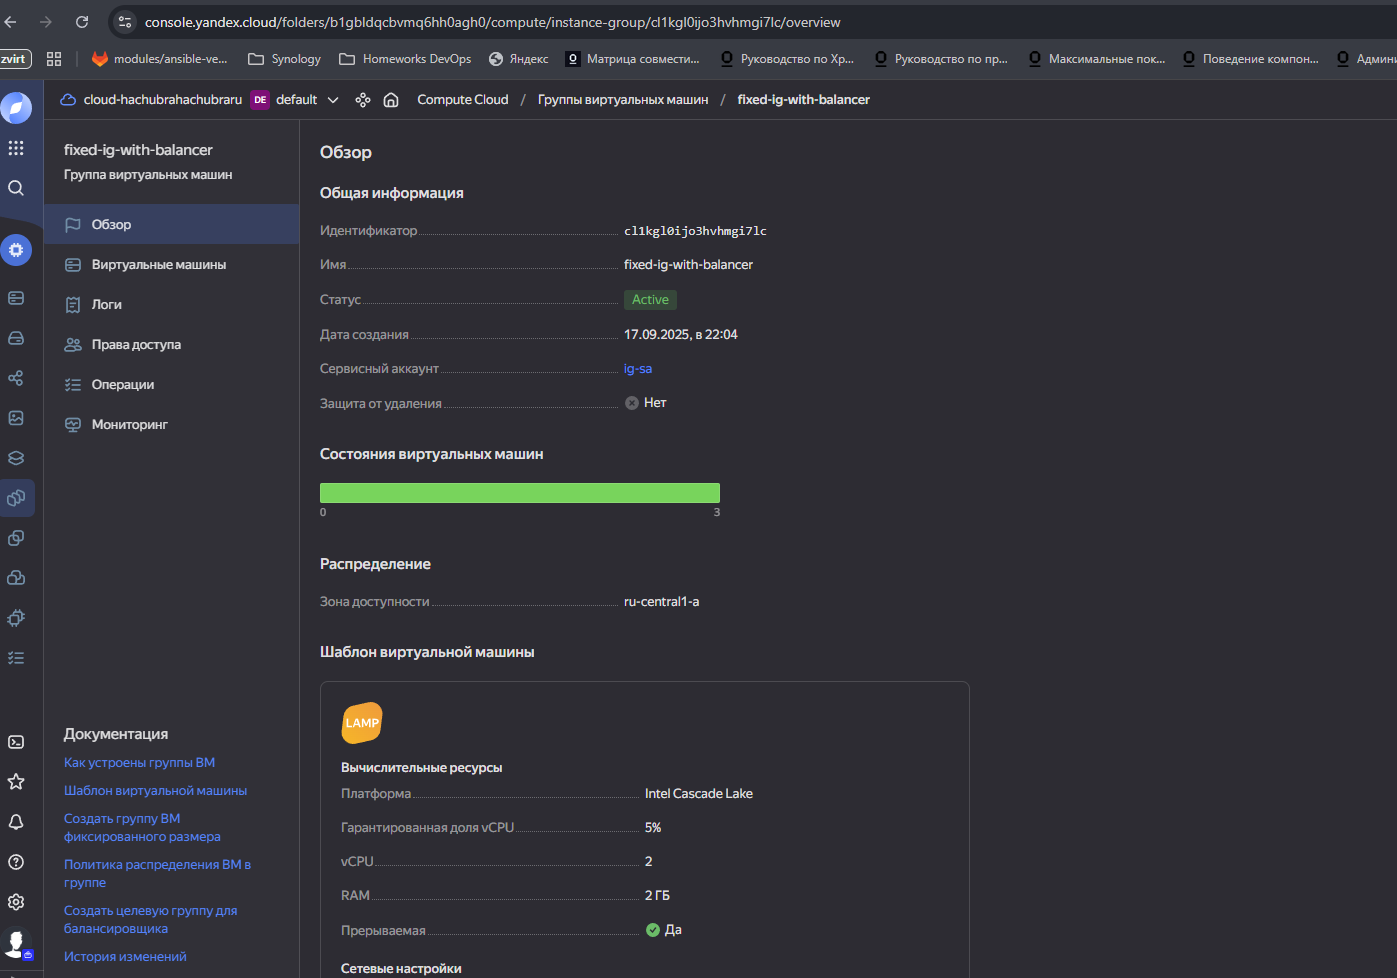 console.yandex.cloud/folders/b1gbldqcbvmq6hh0agh0/compute/instance-group/cl1kgl0ijo3hvhmgi7lc/overview
zvirt modules/ansible-ve... Synology Homeworks DevOps Яндекс Матрица совмести... Руководство по Хр... Руководство по пр... Максимальные пок... Поведение компон... Админи
cloud-hachubrahachubraru DE default Compute Cloud / Группы виртуальных машин / fixed-ig-with-balancer
fixed-ig-with-balancer
Группа виртуальных машин
Обзор
Виртуальные машины
Логи
Права доступа
Операции
Мониторинг
Документация
Как устроены группы ВМ
Шаблон виртуальной машины
Создать группу ВМ
фиксированного размера
Политика распределения ВМ в
группе
Создать целевую группу для
балансировщика
История изменений
Обзор
Общая информация
Идентификатор cl1kgl0ijo3hvhmgi7lc
Имя fixed-ig-with-balancer
Статус Active
Дата создания 17.09.2025, в 22:04
Сервисный аккаунт ig-sa
Защита от удаления Нет
Состояния виртуальных машин
0 3
Распределение
Зона доступности ru-central1-a
Шаблон виртуальной машины
LAMP
Вычислительные ресурсы
Платформа Intel Cascade Lake
Гарантированная доля vCPU 5%
vCPU 2
RAM 2 ГБ
Прерываемая Да
Сетевые настройки